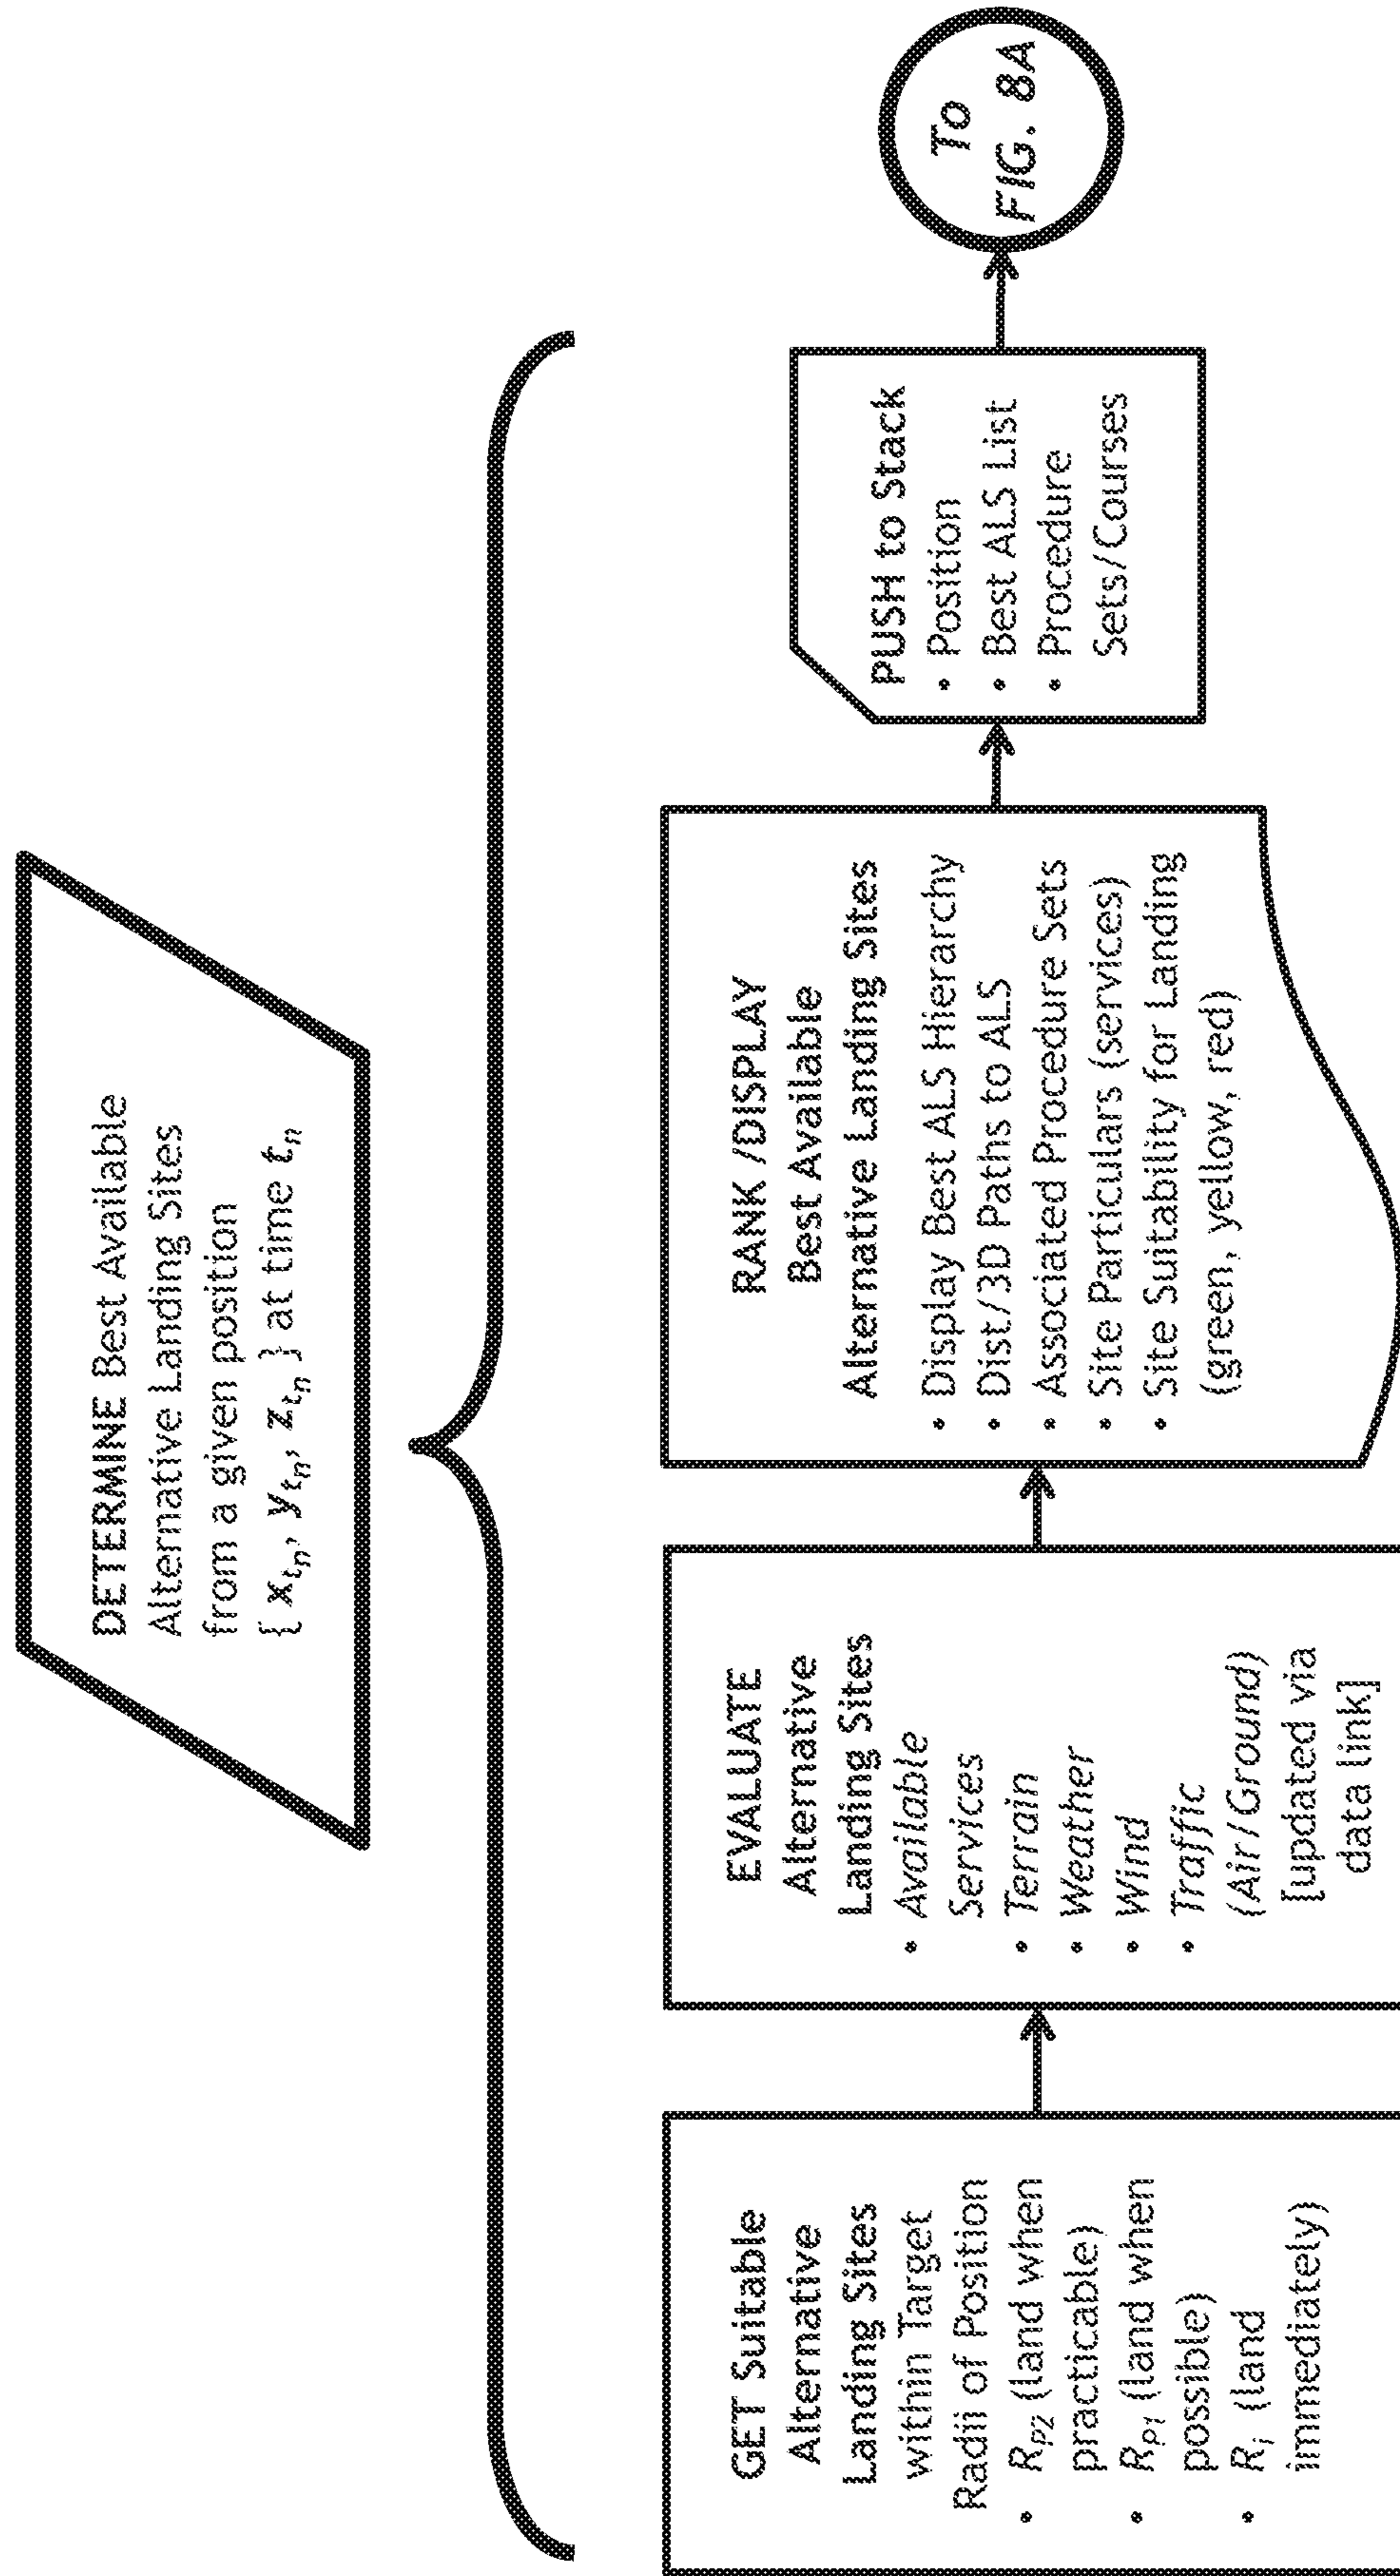 DETERMINE Best Available
Alternative Landing Sites
from a given position
{ x_{t_n}, y_{t_n}, z_{t_n} } at time t_n
GET Suitable
Alternative
Landing Sites
within Target
Radii of Position
• R_{P2} (land when
practicable)
• R_{P1} (land when
possible)
• R_i (land
immediately)
EVALUATE
Alternative
Landing Sites
• Available
Services
• Terrain
• Weather
• Wind
• Traffic
(Air/Ground)
[updated via
data link]
RANK /DISPLAY
Best Available
Alternative Landing Sites
• Display Best ALS Hierarchy
• Dist/3D Paths to ALS
• Associated Procedure Sets
• Site Particulars (services)
• Site Suitability for Landing
(green, yellow, red)
PUSH to Stack
• Position
• Best ALS List
• Procedure
Sets/Courses
To
FIG. 8A